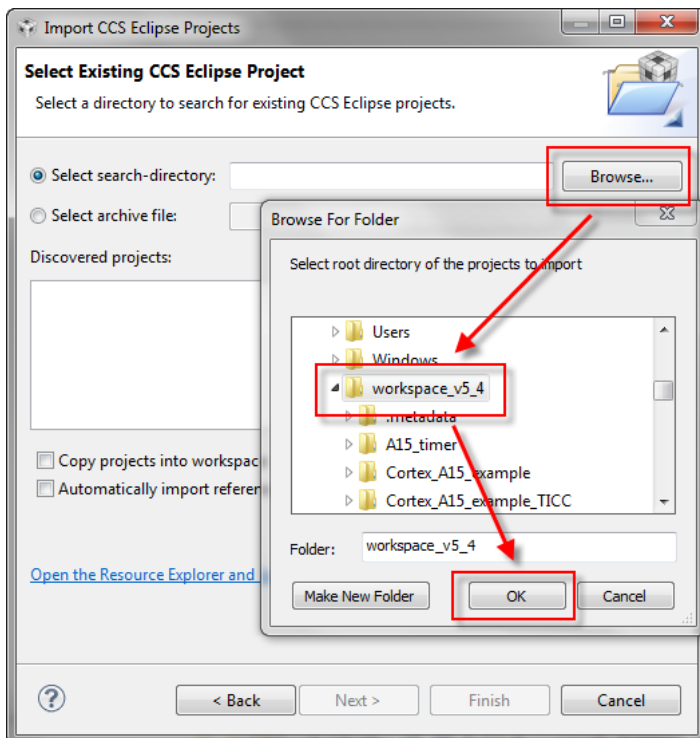 Import CCS Eclipse Projects
Select Existing CCS Eclipse Project
Select a directory to search for existing CCS Eclipse projects.
Select search-directory:
Browse...
Select archive file:
Discovered projects:
Browse For Folder
Select root directory of the projects to import
Users
Windows
workspace_v5_4
.metadata
A15_timer
Cortex_A15_example
Cortex_A15_example_TICC
Folder: workspace_v5_4
Make New Folder OK Cancel
Copy projects into workspac
Automatically import referen
Open the Resource Explorer and
< Back Next > Finish Cancel